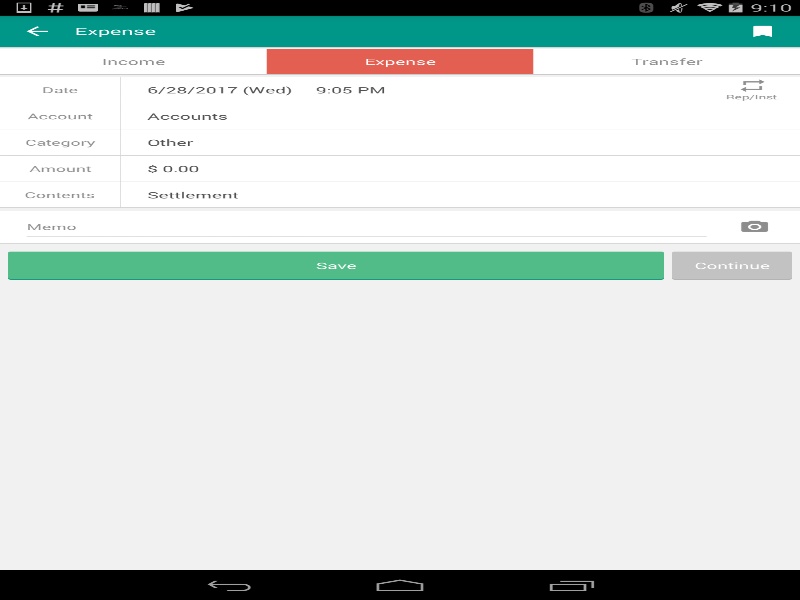 9:10
Expense
Income Expense Transfer
Date 6/28/2017 (Wed) 9:05 PM Rep/Inst
Account Accounts
Category Other
Amount $ 0.00
Contents Settlement
Memo
Save Continue